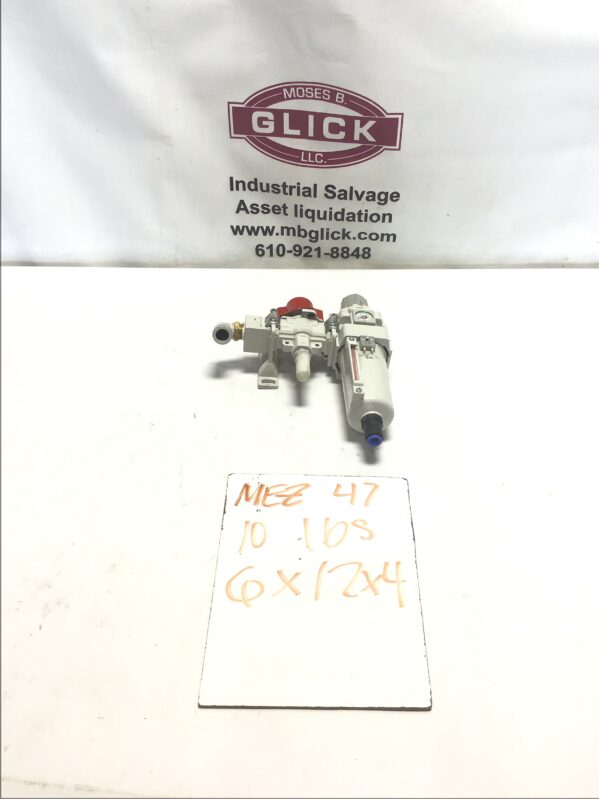 MOSES B.
GLICK
LLC.
Industrial Salvage
Asset liquidation
www.mbglick.com
610-921-8848
MEZ 47
10 lbs
6x12x4